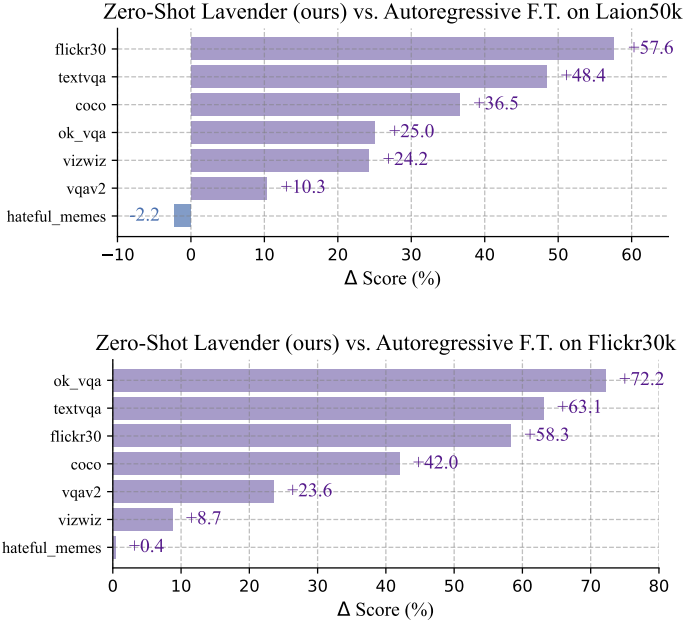 Zero-Shot Lavender (ours) vs. Autoregressive F.T. on Laion50k
flickr30 +57.6
textvqa +48.4
coco +36.5
ok_vqa +25.0
vizwiz +24.2
vqav2 +10.3
hateful_memes -2.2
−10 0 10 20 30 40 50 60
Δ Score (%)
Zero-Shot Lavender (ours) vs. Autoregressive F.T. on Flickr30k
ok_vqa +72.2
textvqa +63.1
flickr30 +58.3
coco +42.0
vqav2 +23.6
vizwiz +8.7
hateful_memes +0.4
0 10 20 30 40 50 60 70 80
Δ Score (%)